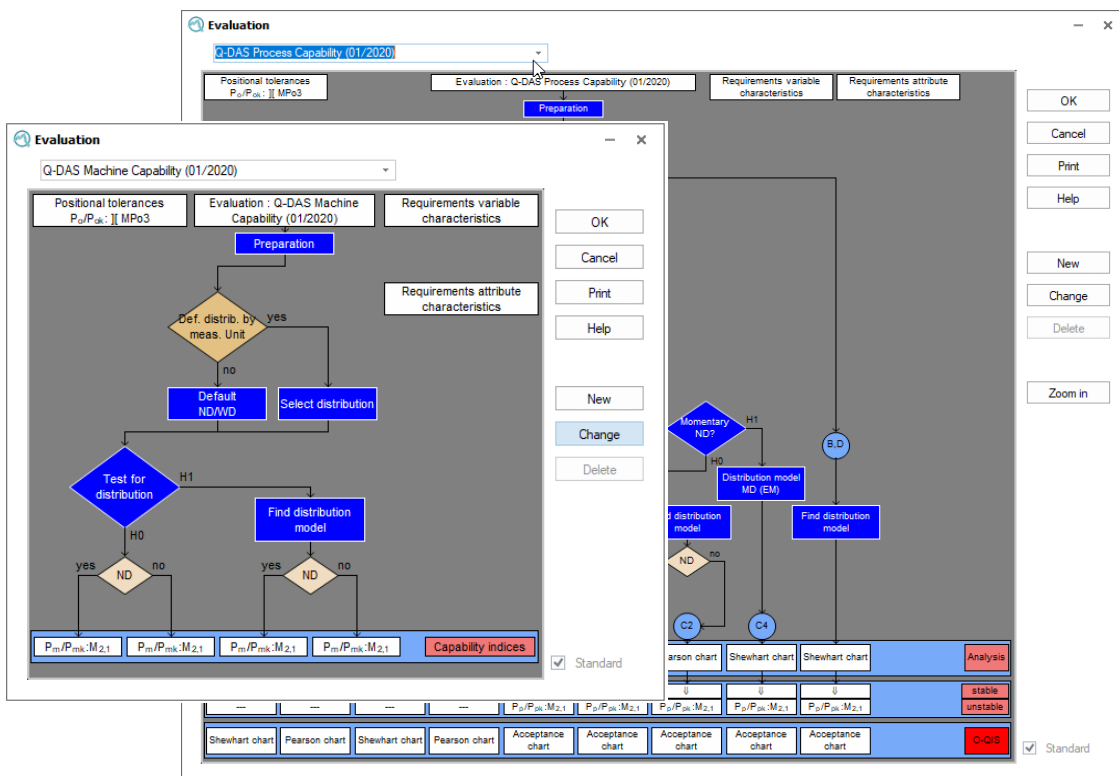 Evaluation
Q-DAS Process Capability (01/2020)
Positional tolerances
Po/Pok: ][ MPo3
Evaluation : Q-DAS Process Capability (01/2020)
Requirements variable
characteristics
Requirements attribute
characteristics
Preparation
OK
Cancel
Print
Help
New
Change
Delete
Zoom in
Momentary
ND?
H1
H0
B,D
Distribution model
MD (EM)
distribution
model
Find distribution
model
ND
no
C2
C4
Shewhart chart
Shewhart chart
Analysis
⇓
⇓
⇓
stable
---
---
---
---
Pp/Ppk:M2,1
Pp/Ppk:M2,1
Pp/Ppk:M2,1
Pp/Ppk:M2,1
Pp/Ppk:M2,1
unstable
Shewhart chart
Pearson chart
Shewhart chart
Pearson chart
Acceptance
chart
Acceptance
chart
Acceptance
chart
Acceptance
chart
Acceptance
chart
O-QIS
Standard
Evaluation
Q-DAS Machine Capability (01/2020)
Positional tolerances
Po/Pok: ][ MPo3
Evaluation : Q-DAS Machine
Capability (01/2020)
Requirements variable
characteristics
Preparation
Requirements attribute
characteristics
Def. distrib. by
meas. Unit
yes
no
Default
ND/WD
Select distribution
Test for
distribution
H1
H0
Find distribution
model
yes
ND
no
yes
ND
no
Pm/Pmk:M2,1
Pm/Pmk:M2,1
Pm/Pmk:M2,1
Pm/Pmk:M2,1
Capability indices
OK
Cancel
Print
Help
New
Change
Delete
Standard